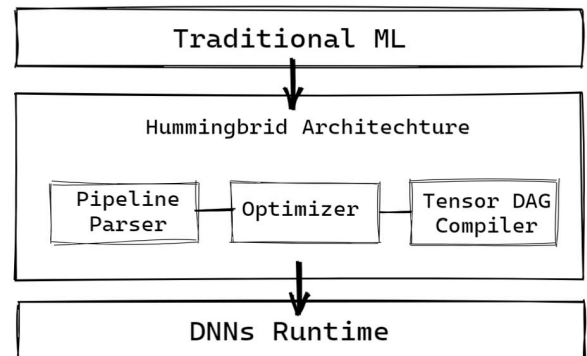 Traditional ML
Hummingbrid Architechture
Pipeline
Parser
Optimizer
Tensor DAG
Compiler
DNNs Runtime